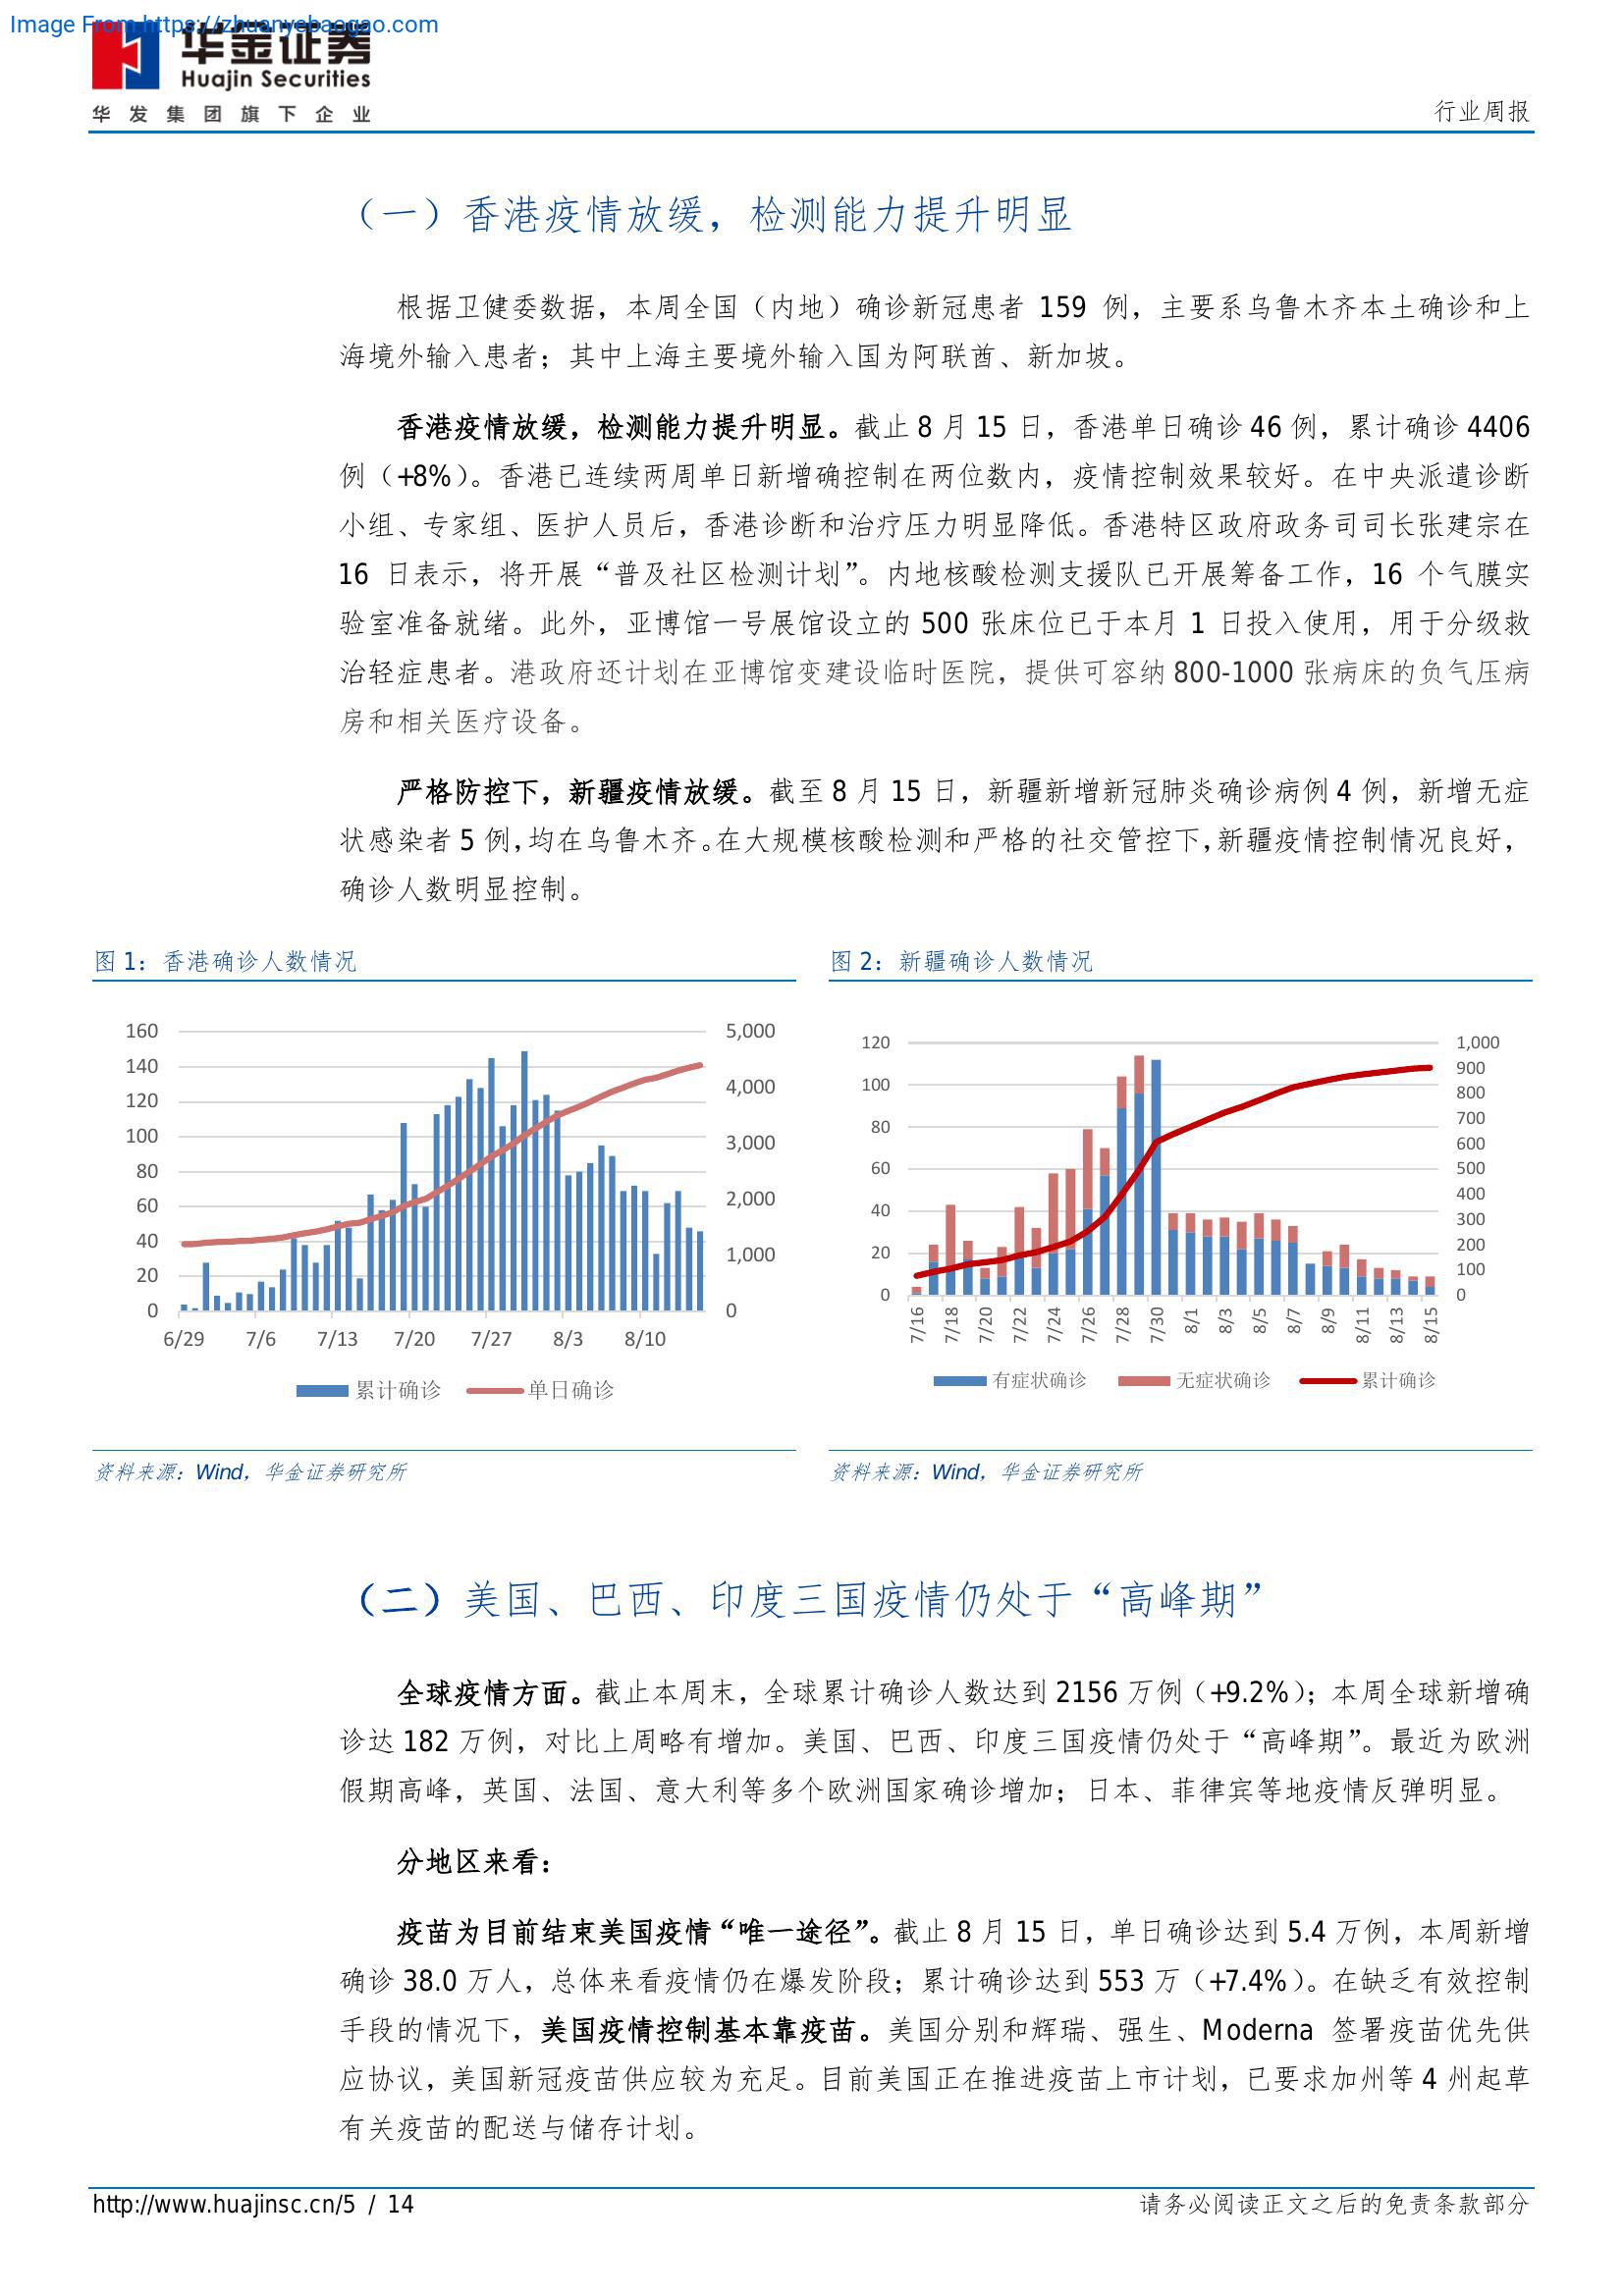 Image From https://zhuanyebaogao.com
华金证券
Huajin Securities
华发集团旗下企业
行业周报
（一）香港疫情放缓，检测能力提升明显
根据卫健委数据，本周全国（内地）确诊新冠患者 159 例，主要系乌鲁木齐本土确诊和上
海境外输入患者；其中上海主要境外输入国为阿联酋、新加坡。
香港疫情放缓，检测能力提升明显。截止 8 月 15 日，香港单日确诊 46 例，累计确诊 4406
例（+8%）。香港已连续两周单日新增确控制在两位数内，疫情控制效果较好。在中央派遣诊断
小组、专家组、医护人员后，香港诊断和治疗压力明显降低。香港特区政府政务司司长张建宗在
16 日表示，将开展“普及社区检测计划”。内地核酸检测支援队已开展筹备工作，16 个气膜实
验室准备就绪。此外，亚博馆一号展馆设立的 500 张床位已于本月 1 日投入使用，用于分级救
治轻症患者。港政府还计划在亚博馆变建设临时医院，提供可容纳 800-1000 张病床的负气压病
房和相关医疗设备。
严格防控下，新疆疫情放缓。截至 8 月 15 日，新疆新增新冠肺炎确诊病例 4 例，新增无症
状感染者 5 例，均在乌鲁木齐。在大规模核酸检测和严格的社交管控下，新疆疫情控制情况良好，
确诊人数明显控制。
图 1：香港确诊人数情况
160
140
120
100
80
60
40
20
0
5,000
4,000
3,000
2,000
1,000
0
6/29 7/6 7/13 7/20 7/27 8/3 8/10
累计确诊 单日确诊
资料来源：Wind，华金证券研究所
图 2：新疆确诊人数情况
120
100
80
60
40
20
0
1,000
900
800
700
600
500
400
300
200
100
0
7/16 7/18 7/20 7/22 7/24 7/26 7/28 7/30 8/1 8/3 8/5 8/7 8/9 8/11 8/13 8/15
有症状确诊 无症状确诊 累计确诊
资料来源：Wind，华金证券研究所
（二）美国、巴西、印度三国疫情仍处于“高峰期”
全球疫情方面。截止本周末，全球累计确诊人数达到 2156 万例（+9.2%）；本周全球新增确
诊达 182 万例，对比上周略有增加。美国、巴西、印度三国疫情仍处于“高峰期”。最近为欧洲
假期高峰，英国、法国、意大利等多个欧洲国家确诊增加；日本、菲律宾等地疫情反弹明显。
分地区来看：
疫苗为目前结束美国疫情“唯一途径”。截止 8 月 15 日，单日确诊达到 5.4 万例，本周新增
确诊 38.0 万人，总体来看疫情仍在爆发阶段；累计确诊达到 553 万（+7.4%）。在缺乏有效控制
手段的情况下，美国疫情控制基本靠疫苗。美国分别和辉瑞、强生、Moderna 签署疫苗优先供
应协议，美国新冠疫苗供应较为充足。目前美国正在推进疫苗上市计划，已要求加州等 4 州起草
有关疫苗的配送与储存计划。
http://www.huajinsc.cn/5 / 14
请务必阅读正文之后的免责条款部分